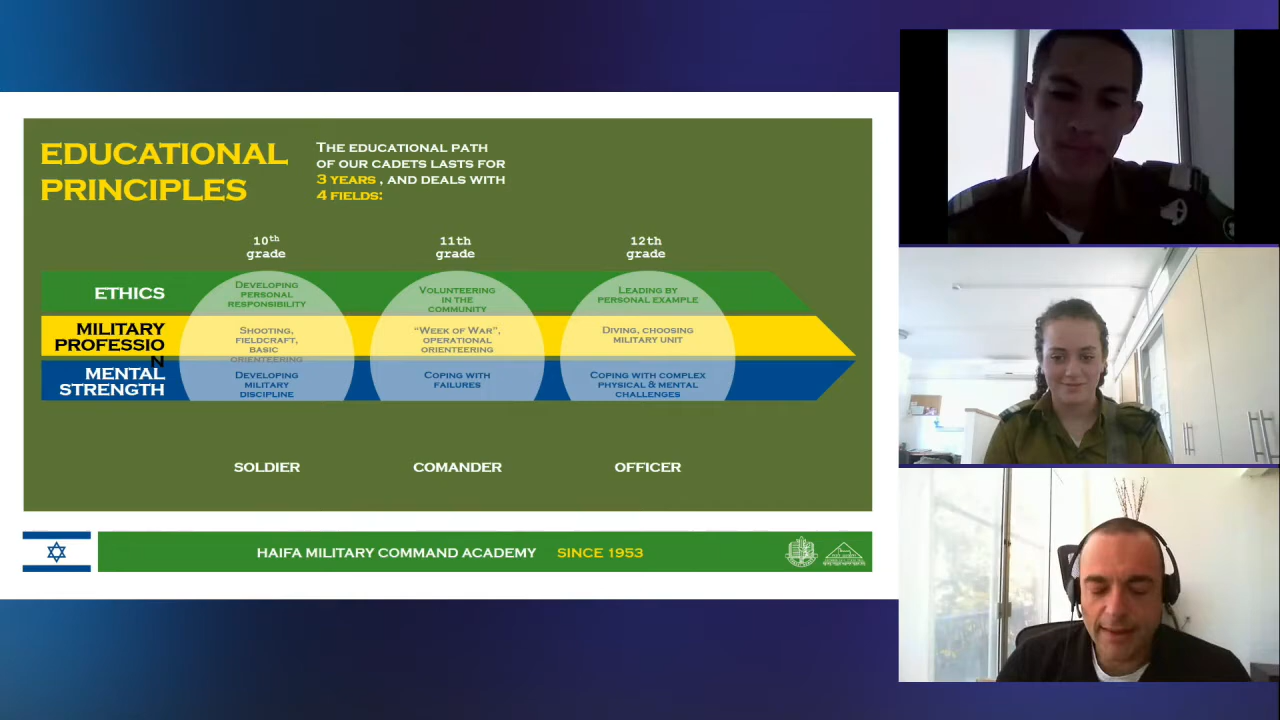 EDUCATIONAL
PRINCIPLES
THE EDUCATIONAL PATH
OF OUR CADETS LASTS FOR
3 YEARS , AND DEALS WITH
4 FIELDS:
10th
grade
11th
grade
12th
grade
ETHICS
DEVELOPING
PERSONAL
RESPONSIBILITY
VOLUNTEERING
IN THE
COMMUNITY
LEADING BY
PERSONAL EXAMPLE
MILITARY
PROFESSIO
N
SHOOTING,
FIELDCRAFT,
BASIC
ORIENTEERING
“WEEK OF WAR”,
OPERATIONAL
ORIENTEERING
DIVING, CHOOSING
MILITARY UNIT
MENTAL
STRENGTH
DEVELOPING
MILITARY
DISCIPLINE
COPING WITH
FAILURES
COPING WITH COMPLEX
PHYSICAL & MENTAL
CHALLENGES
SOLDIER
COMANDER
OFFICER
HAIFA MILITARY COMMAND ACADEMY SINCE 1953